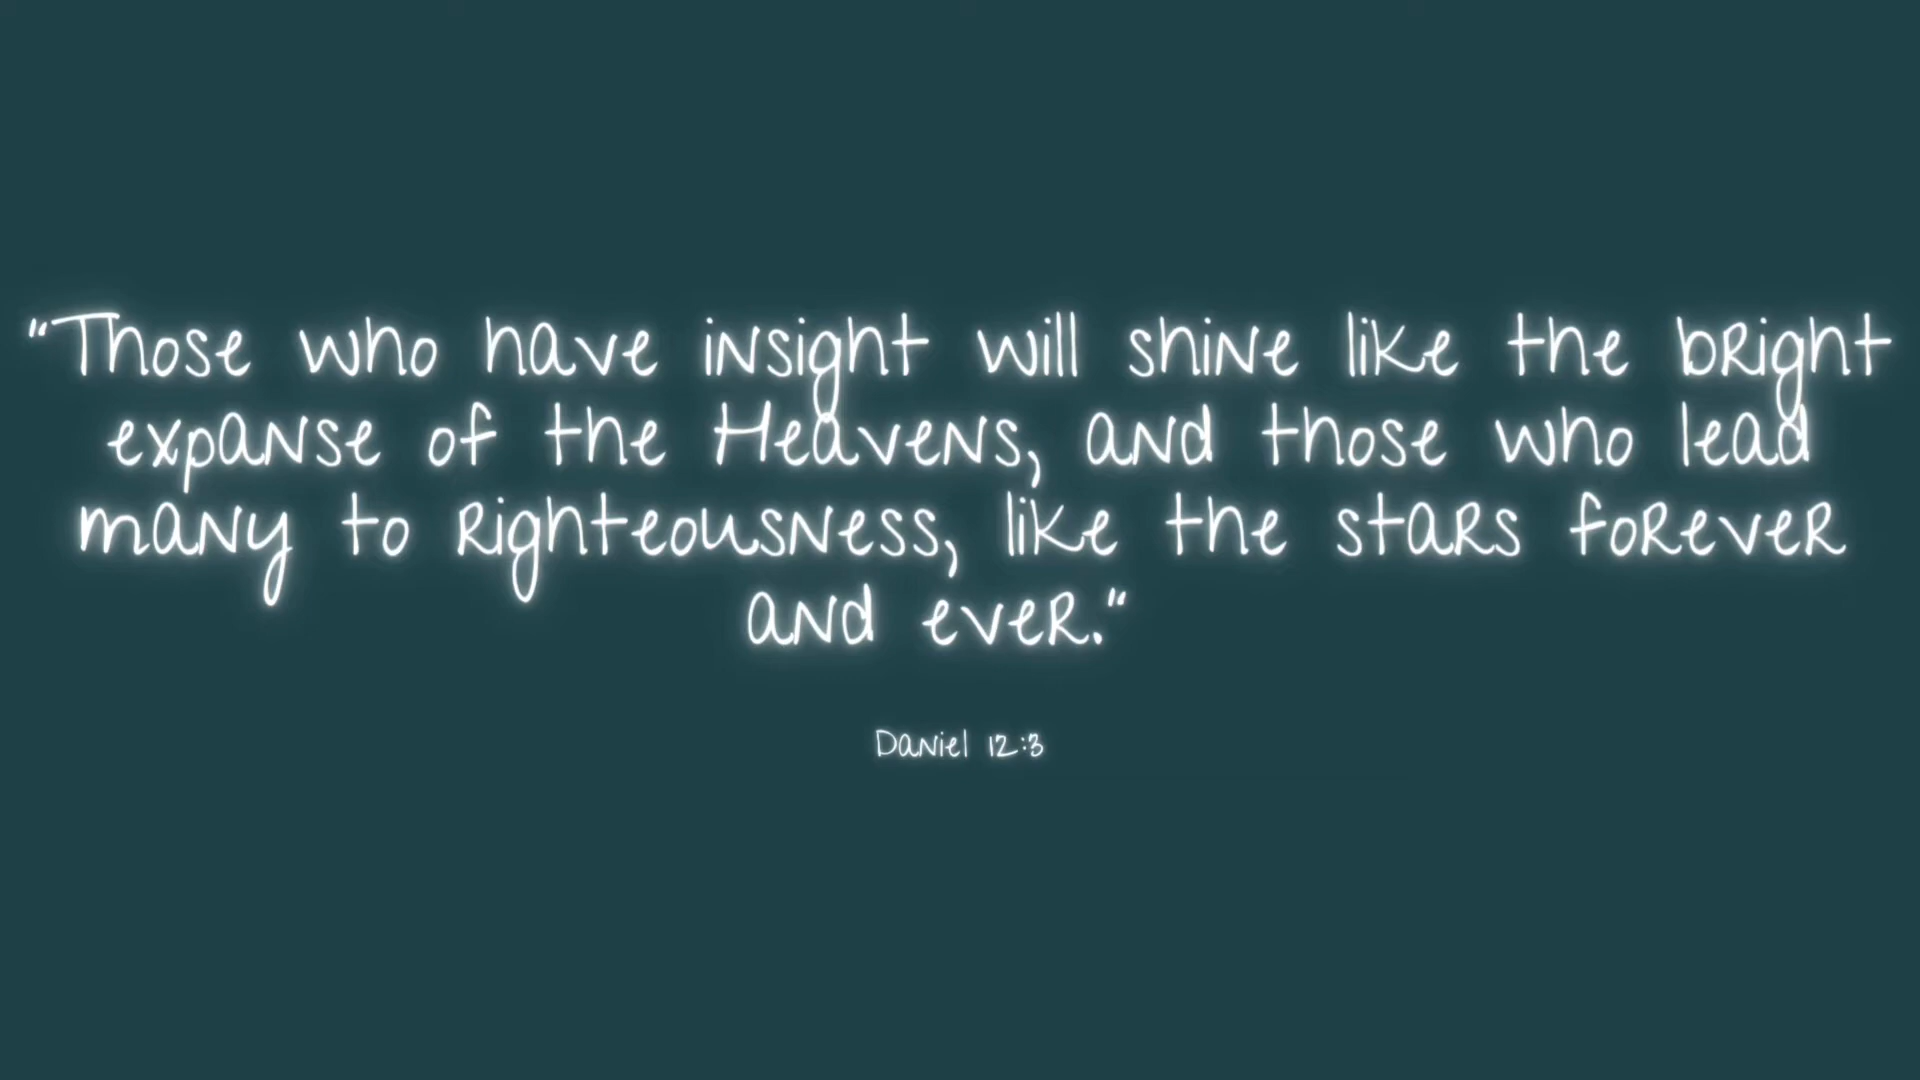 "Those who have insight will shine like the bright
expanse of the Heavens, and those who lead
many to righteousness, like the stars forever
and ever."
Daniel 12:3